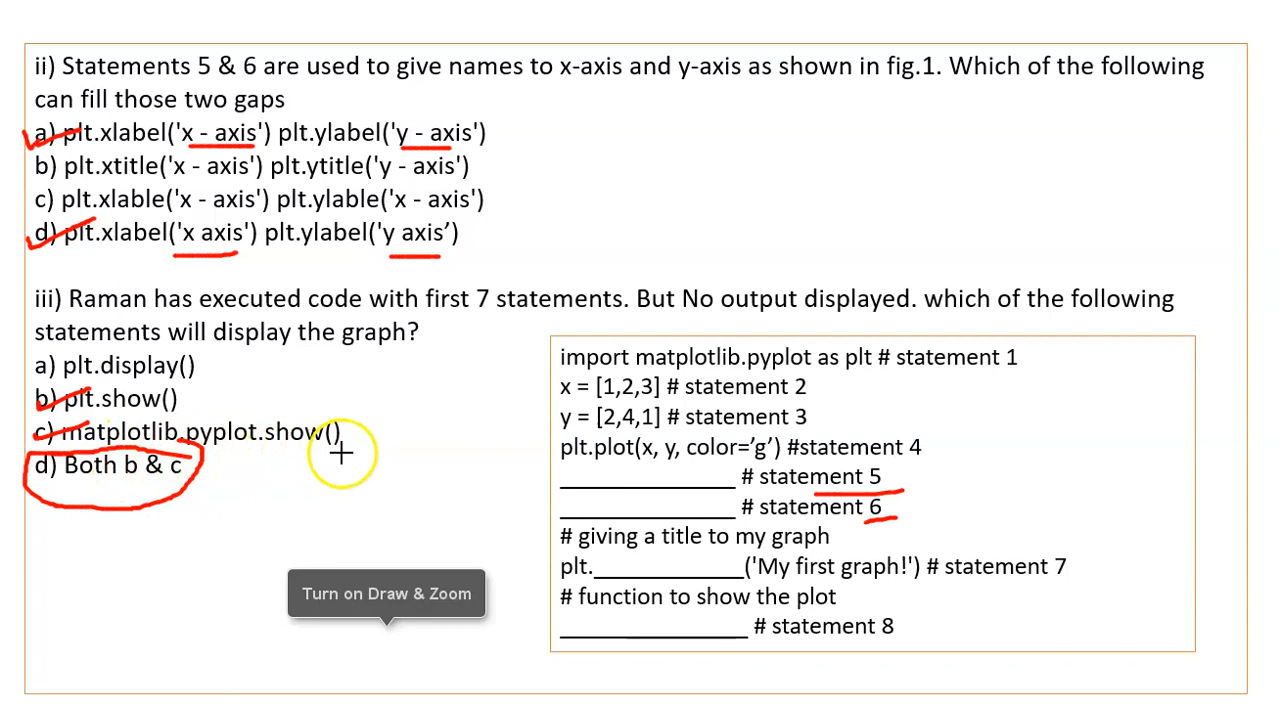 ii) Statements 5 & 6 are used to give names to x-axis and y-axis as shown in fig.1. Which of the following
can fill those two gaps
a) plt.xlabel('x - axis') plt.ylabel('y - axis')
b) plt.xtitle('x - axis') plt.ytitle('y - axis')
c) plt.xlable('x - axis') plt.ylable('x - axis')
d) plt.xlabel('x axis') plt.ylabel('y axis’)
iii) Raman has executed code with first 7 statements. But No output displayed. which of the following
statements will display the graph?
a) plt.display()
b) plt.show()
c) matplotlib.pyplot.show()
d) Both b & c
import matplotlib.pyplot as plt # statement 1
x = [1,2,3] # statement 2
y = [2,4,1] # statement 3
plt.plot(x, y, color=’g’) #statement 4
_______________ # statement 5
_______________ # statement 6
# giving a title to my graph
plt._____________('My first graph!') # statement 7
# function to show the plot
________________ # statement 8
Turn on Draw & Zoom